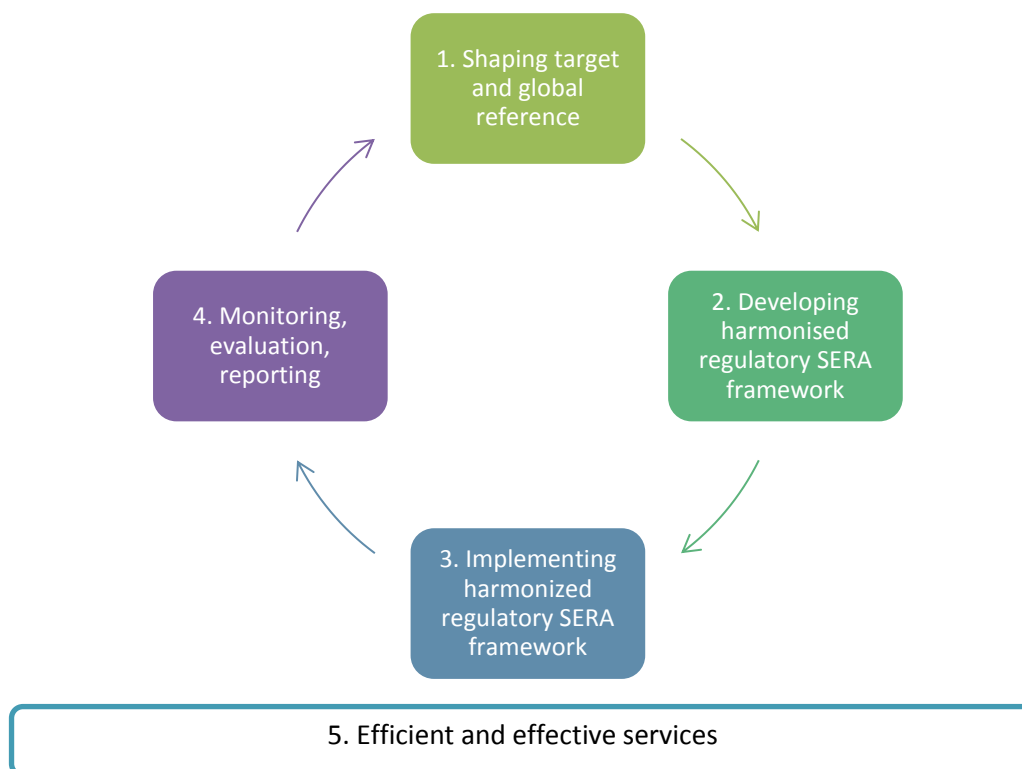 1. Shaping target
and global
reference
2. Developing
harmonised
regulatory SERA
framework
3. Implementing
harmonized
regulatory SERA
framework
4. Monitoring,
evaluation,
reporting
5. Efficient and effective services